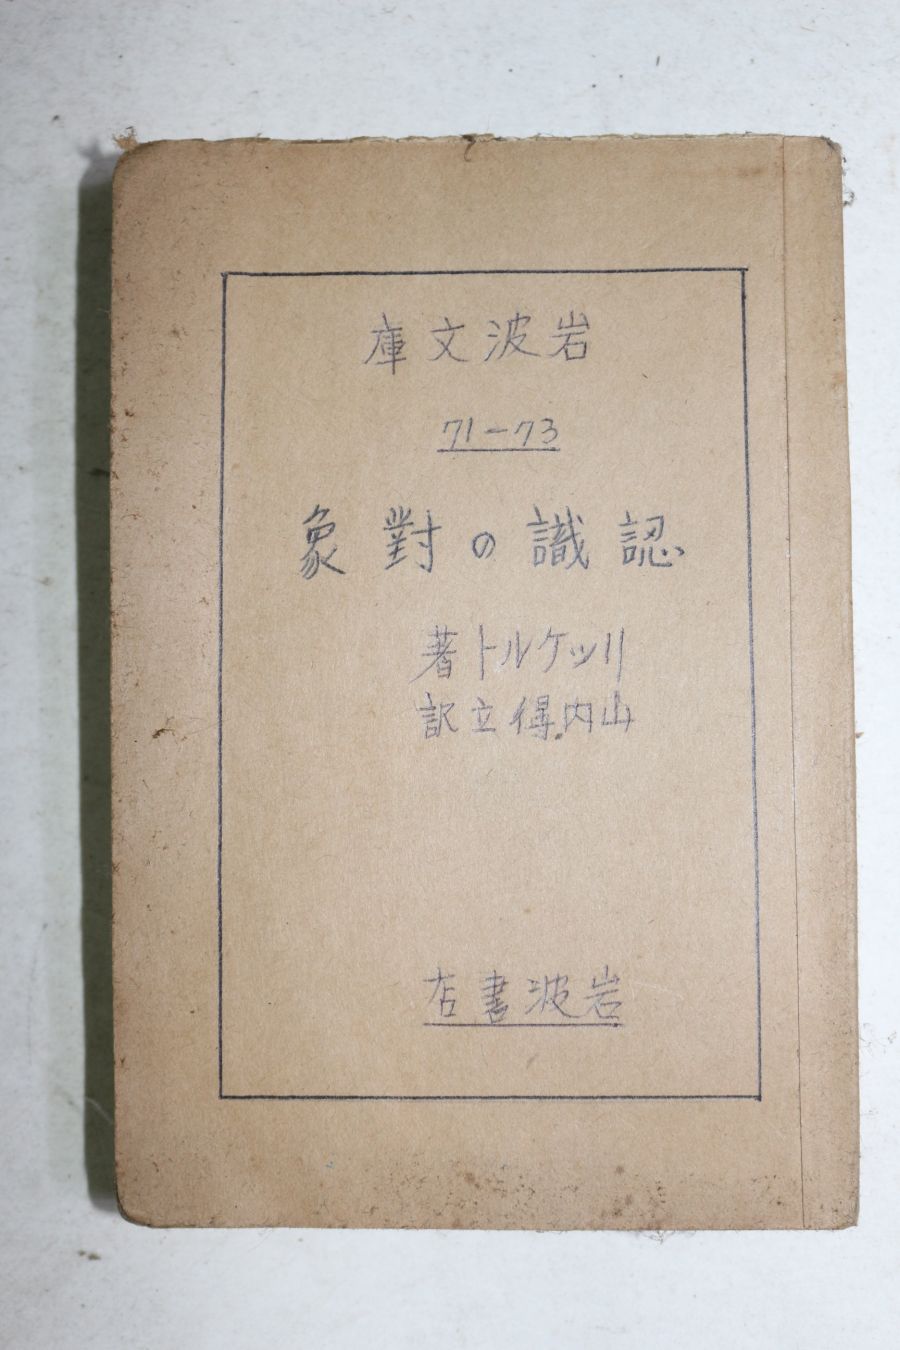 岩波文庫
71-73
認識の對象
リッケルト著
山内得立訳
岩波書店